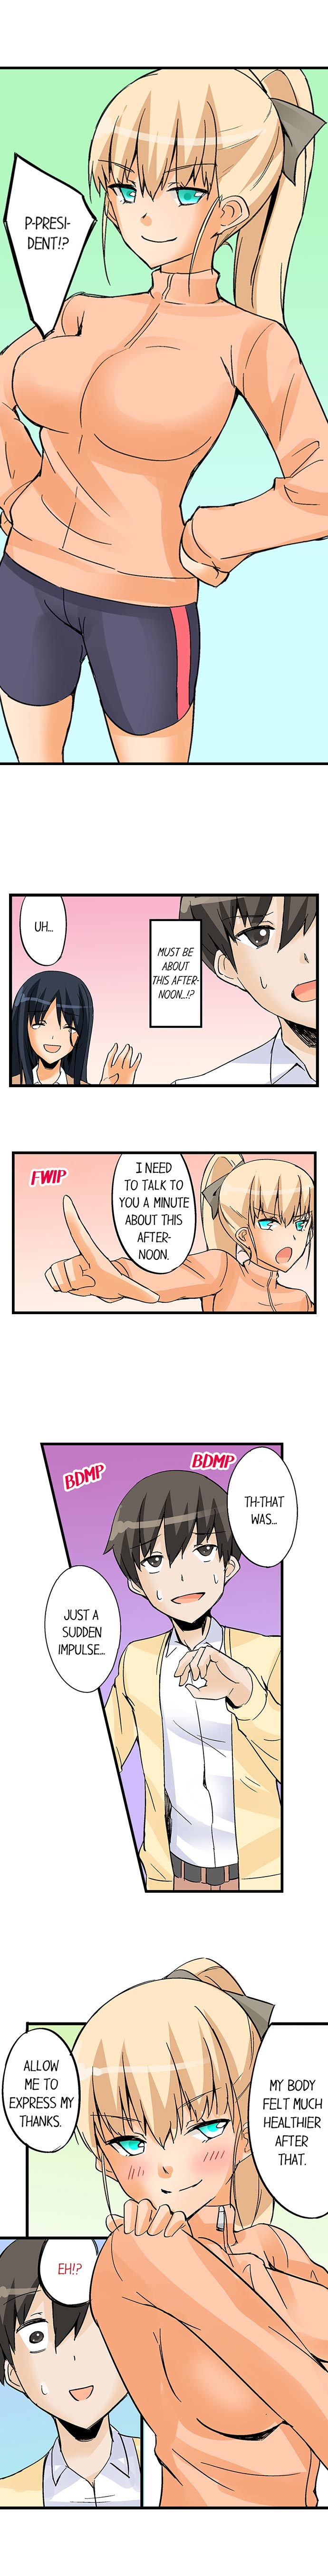 P-PRESI-
DENT!?
UH...
MUST BE
ABOUT
THIS AFTER-
NOON...!?
FWIP
I NEED
TO TALK TO
YOU A MINUTE
ABOUT THIS
AFTER-
NOON.
BDMP
BDMP
TH-THAT
WAS...
JUST A
SUDDEN
IMPULSE...
ALLOW
ME TO
EXPRESS MY
THANKS.
MY BODY
FELT MUCH
HEALTHIER
AFTER
THAT.
EH!?